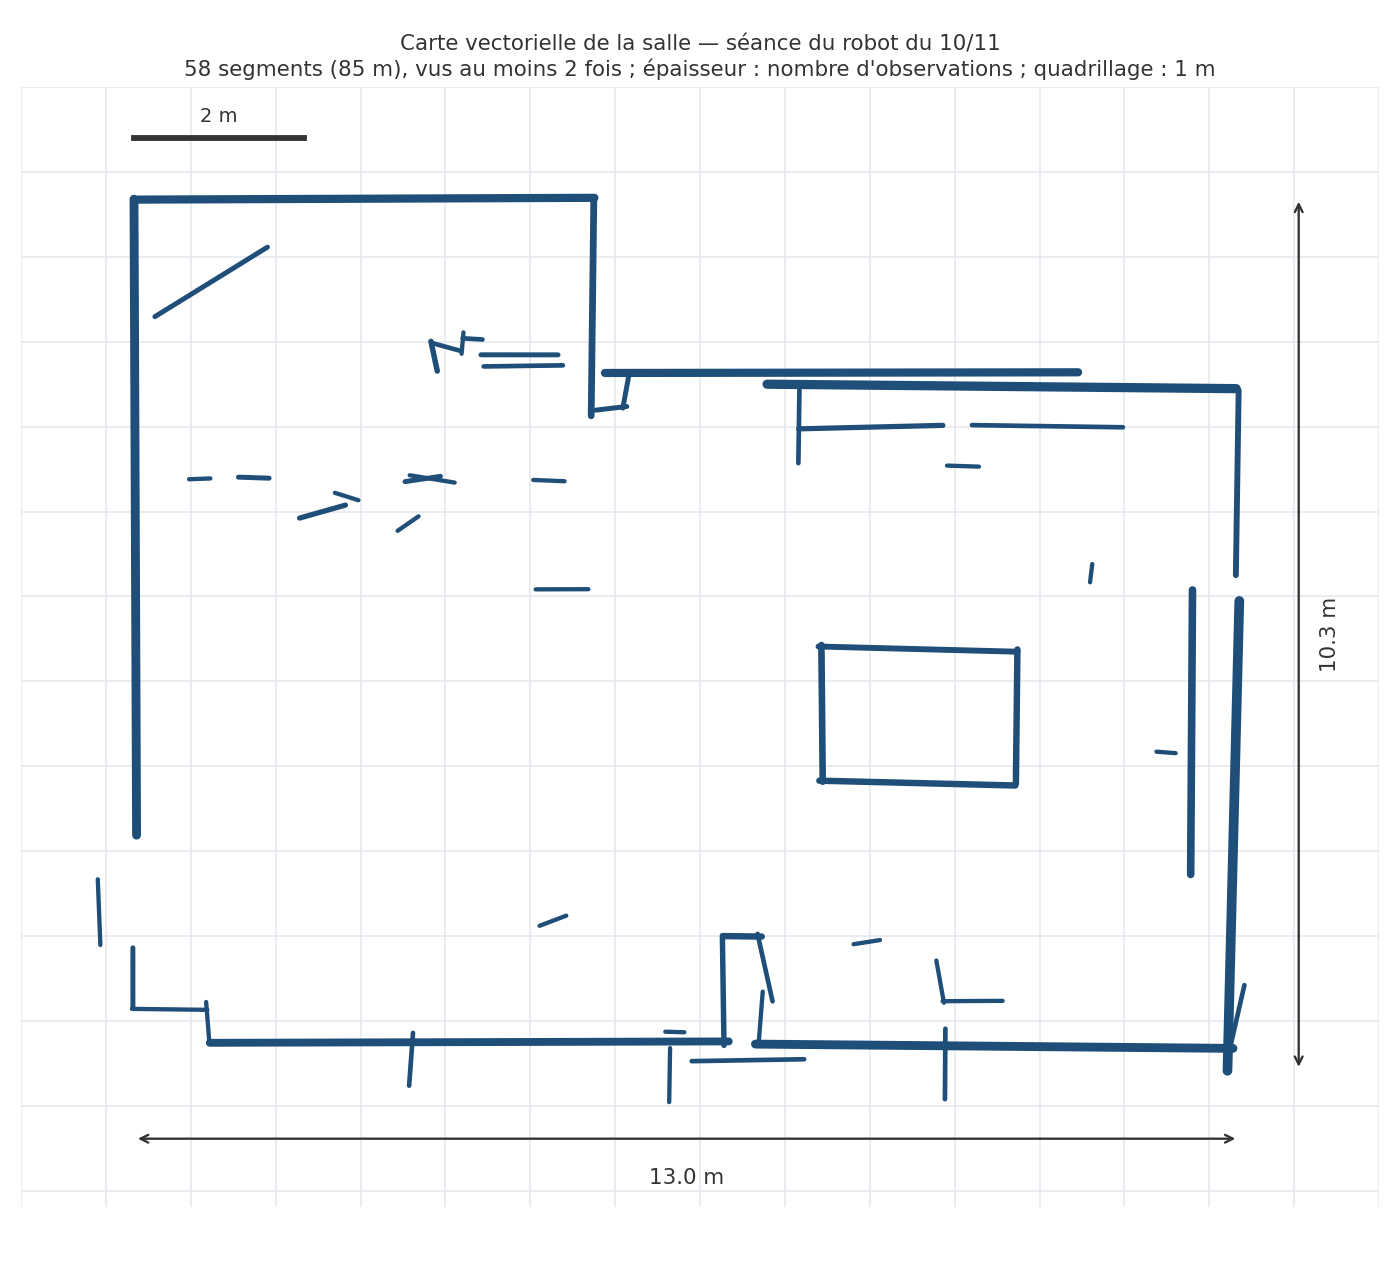 Carte vectorielle de la salle — séance du robot du 10/11
58 segments (85 m), vus au moins 2 fois ; épaisseur : nombre d'observations ; quadrillage : 1 m
2 m
10.3 m
13.0 m